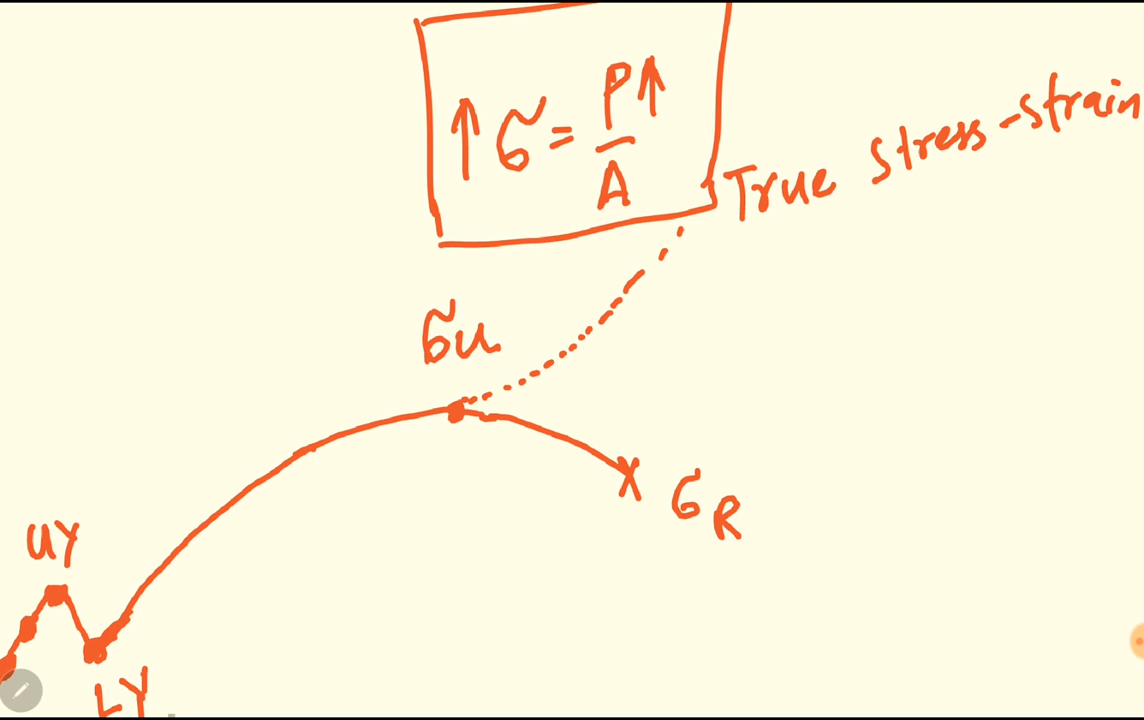 ↑ σ = P↑ / A
True stress-strain
σu
σR
UY
LY